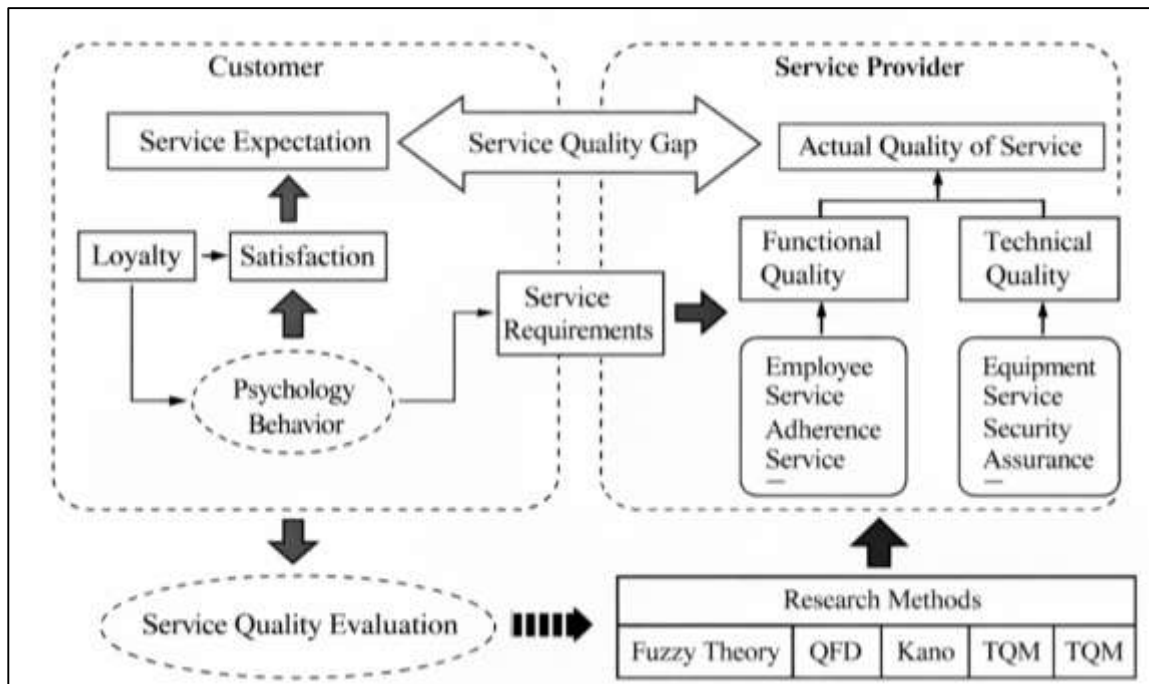 Customer
Service Provider
Service Expectation
Service Quality Gap
Actual Quality of Service
Loyalty
Satisfaction
Functional
Quality
Technical
Quality
Service
Requirements
Psychology
Behavior
Employee
Service
Adherence
Service
—
Equipment
Service
Security
Assurance
—
Service Quality Evaluation
Research Methods
Fuzzy Theory
QFD
Kano
TQM
TQM